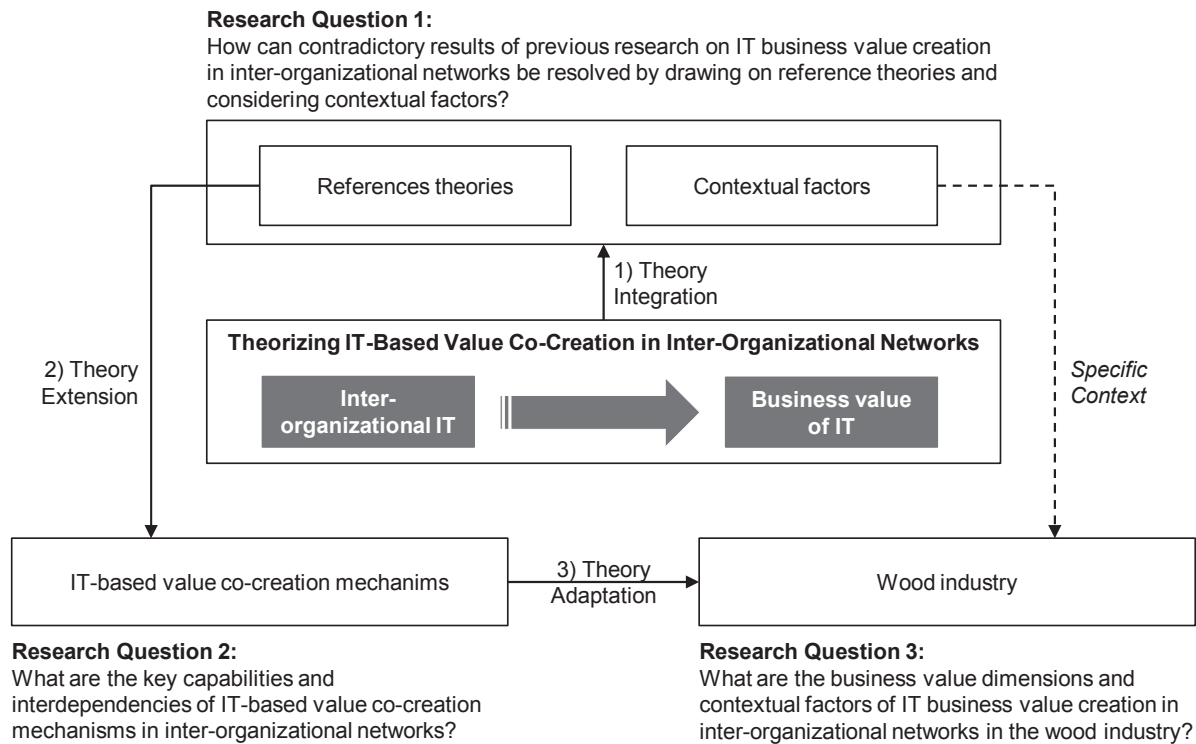 Research Question 1:
How can contradictory results of previous research on IT business value creation
in inter-organizational networks be resolved by drawing on reference theories and
considering contextual factors?
References theories
Contextual factors
1) Theory
Integration
Theorizing IT-Based Value Co-Creation in Inter-Organizational Networks
Inter-
organizational IT
Business value
of IT
2) Theory
Extension
Specific
Context
IT-based value co-creation mechanims
3) Theory
Adaptation
Wood industry
Research Question 2:
What are the key capabilities and
interdependencies of IT-based value co-creation
mechanisms in inter-organizational networks?
Research Question 3:
What are the business value dimensions and
contextual factors of IT business value creation in
inter-organizational networks in the wood industry?